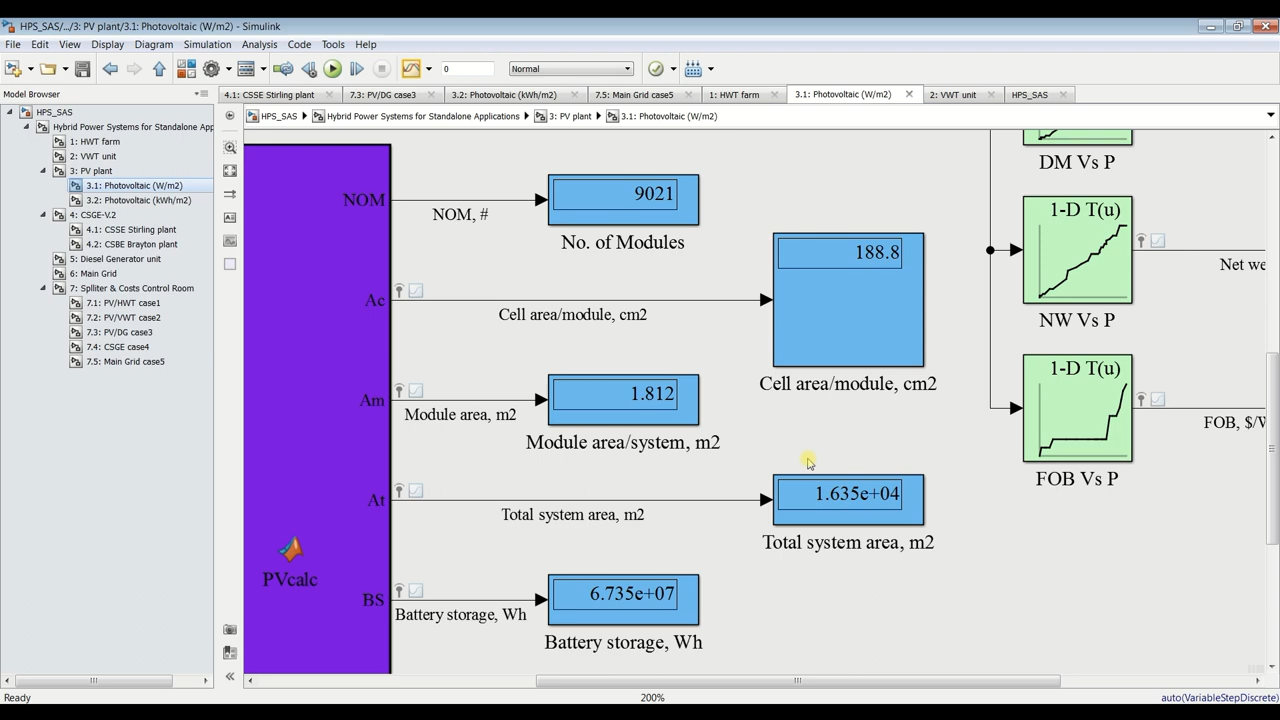 HPS_SAS/.../3: PV plant/3.1: Photovoltaic (W/m2) - Simulink
File Edit View Display Diagram Simulation Analysis Code Tools Help
0
Normal
Model Browser
4.1: CSSE Stirling plant
7.3: PV/DG case3
3.2: Photovoltaic (kWh/m2)
7.5: Main Grid case5
1: HWT farm
3.1: Photovoltaic (W/m2)
2: VWT unit
HPS_SAS
HPS_SAS
Hybrid Power Systems for Standalone Applications
3: PV plant
3.1: Photovoltaic (W/m2)
HPS_SAS
Hybrid Power Systems for Standalone Appl
1: HWT farm
2: VWT unit
3: PV plant
3.1: Photovoltaic (W/m2)
3.2: Photovoltaic (kWh/m2)
4: CSGE-V.2
4.1: CSSE Stirling plant
4.2: CSBE Brayton plant
5: Diesel Generator unit
6: Main Grid
7: Splliter & Costs Control Room
7.1: PV/HWT case1
7.2: PV/VWT case2
7.3: PV/DG case3
7.4: CSGE case4
7.5: Main Grid case5
NOM
NOM, #
9021
No. of Modules
Ac
Cell area/module, cm2
188.8
Cell area/module, cm2
Am
Module area, m2
1.812
Module area/system, m2
At
Total system area, m2
1.635e+04
Total system area, m2
PVcalc
BS
Battery storage, Wh
6.735e+07
Battery storage, Wh
DM Vs P
1-D T(u)
Net we
NW Vs P
1-D T(u)
FOB, $/W
FOB Vs P
Ready
200%
auto(VariableStepDiscrete)